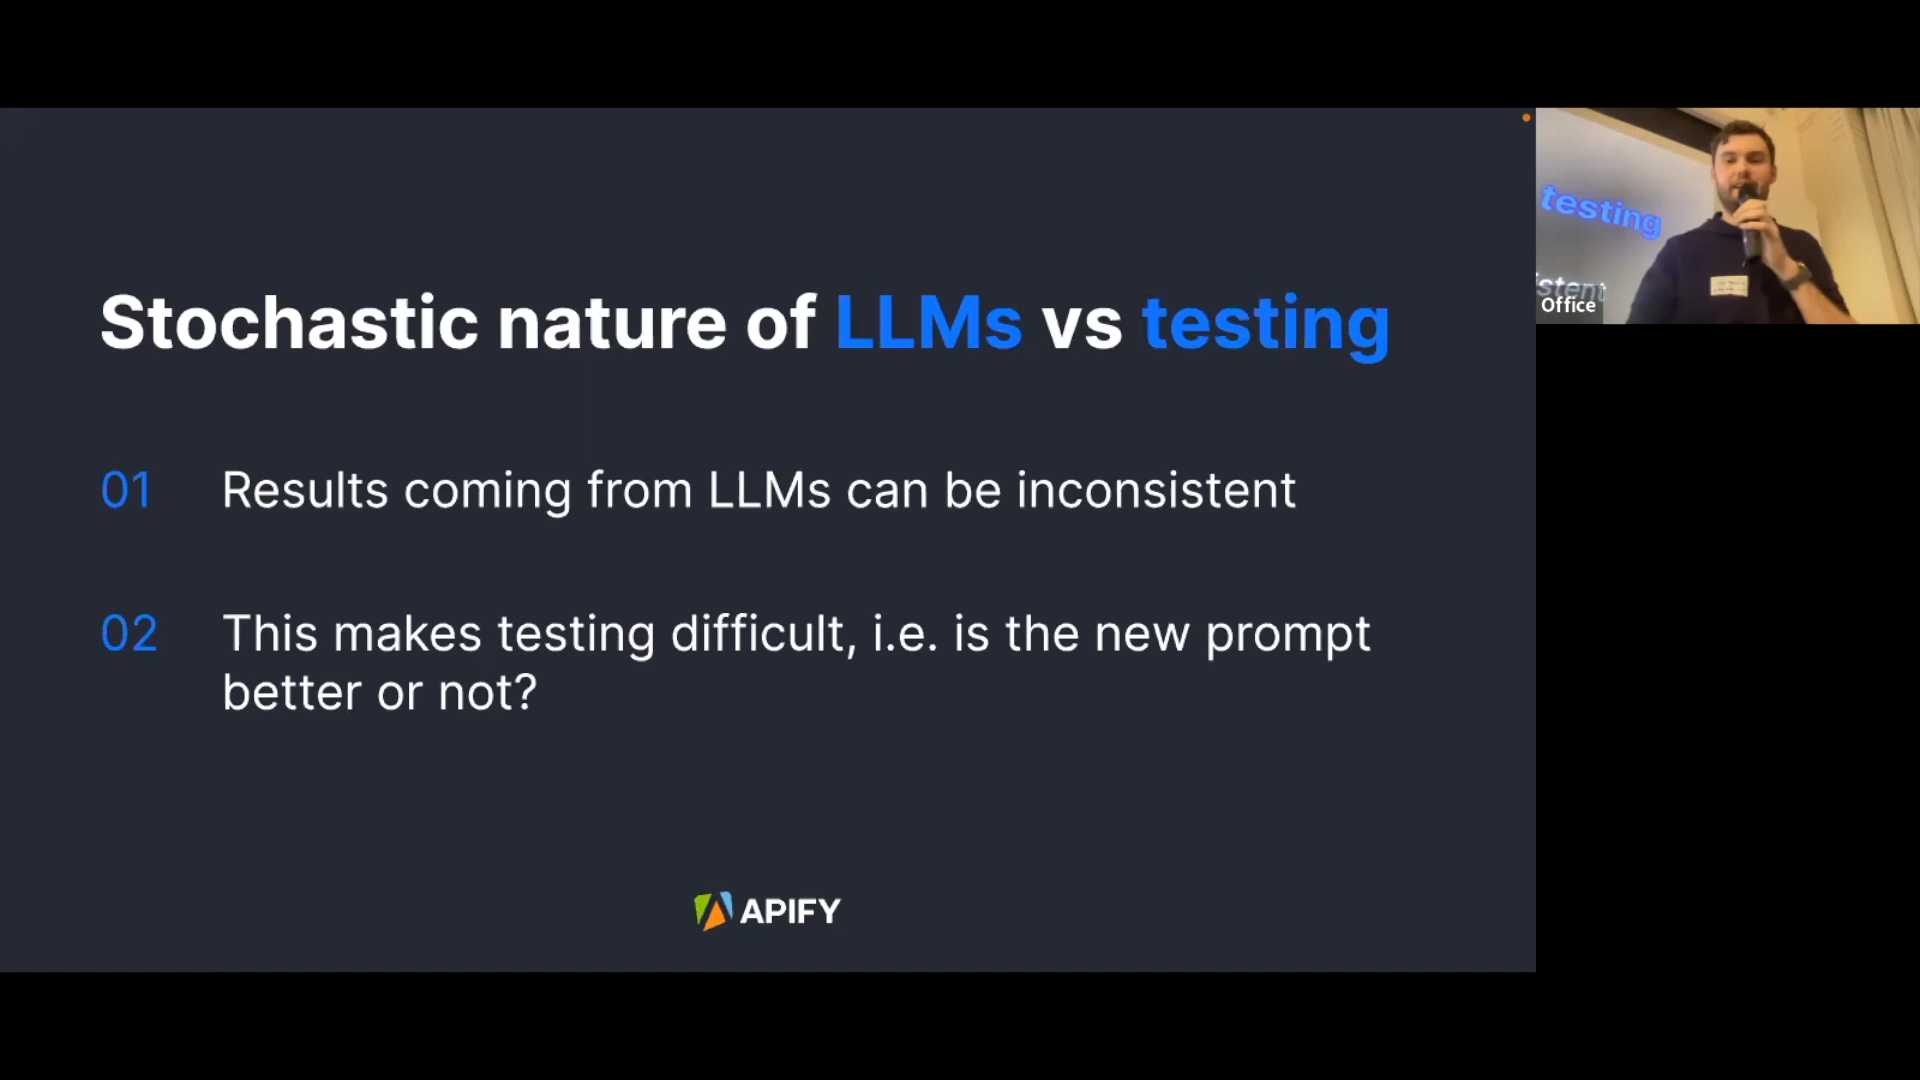 Stochastic nature of LLMs vs testing
01 Results coming from LLMs can be inconsistent
02 This makes testing difficult, i.e. is the new prompt
better or not?
APIFY
testing
istent
Office